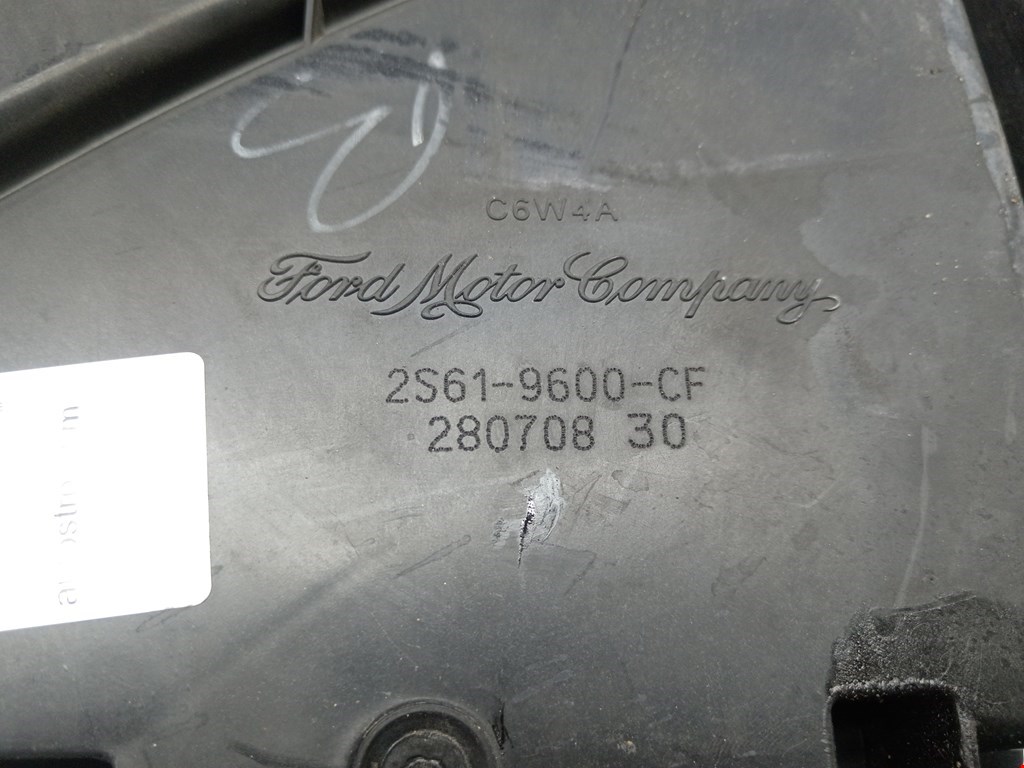 C6W4A
Ford Motor Company
2S61-9600-CF
280708 30